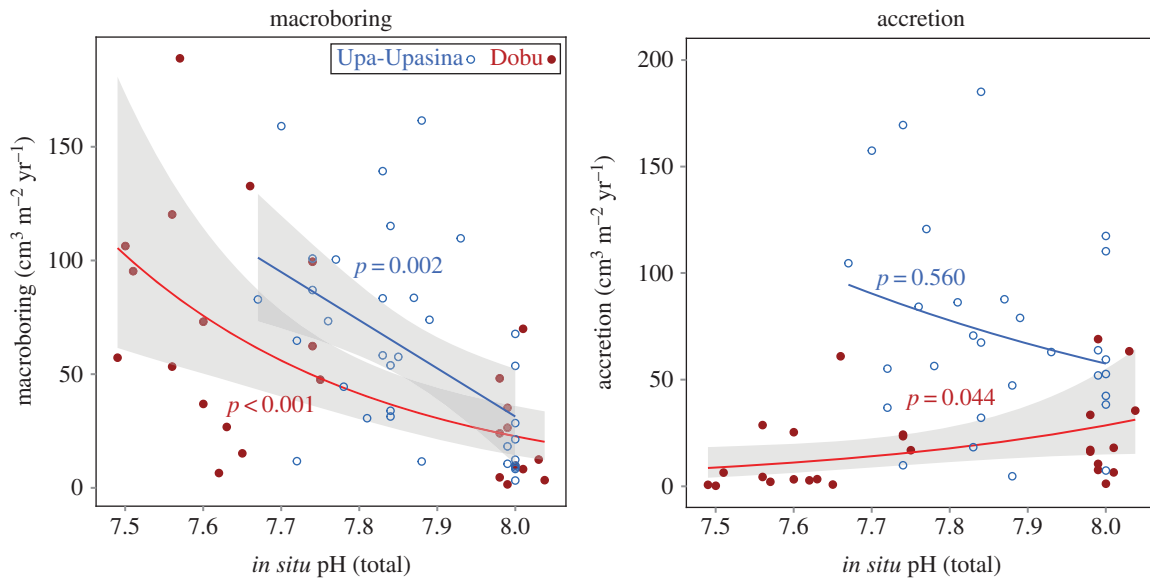 macroboring
Upa-Upasina Dobu
macroboring (cm³ m⁻² yr⁻¹)
150
100
50
0
p = 0.002
p < 0.001
7.5 7.6 7.7 7.8 7.9 8.0
in situ pH (total)
accretion
accretion (cm³ m⁻² yr⁻¹)
200
150
100
50
0
p = 0.560
p = 0.044
7.5 7.6 7.7 7.8 7.9 8.0
in situ pH (total)